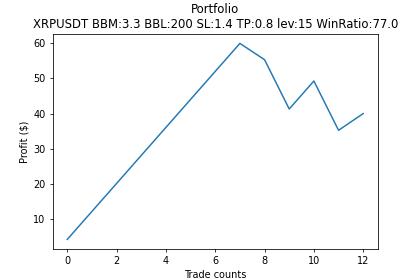 Portfolio
XRPUSDT BBM:3.3 BBL:200 SL:1.4 TP:0.8 lev:15 WinRatio:77.0
60
50
40
30
20
10
Profit ($)
0 2 4 6 8 10 12
Trade counts